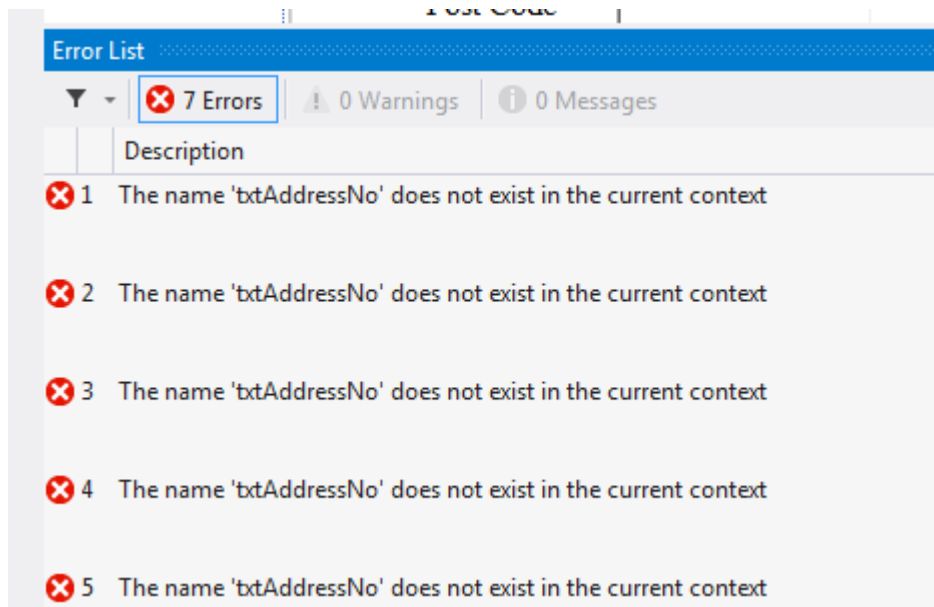 Post Code
Error List
7 Errors 0 Warnings 0 Messages
Description
1 The name 'txtAddressNo' does not exist in the current context
2 The name 'txtAddressNo' does not exist in the current context
3 The name 'txtAddressNo' does not exist in the current context
4 The name 'txtAddressNo' does not exist in the current context
5 The name 'txtAddressNo' does not exist in the current context